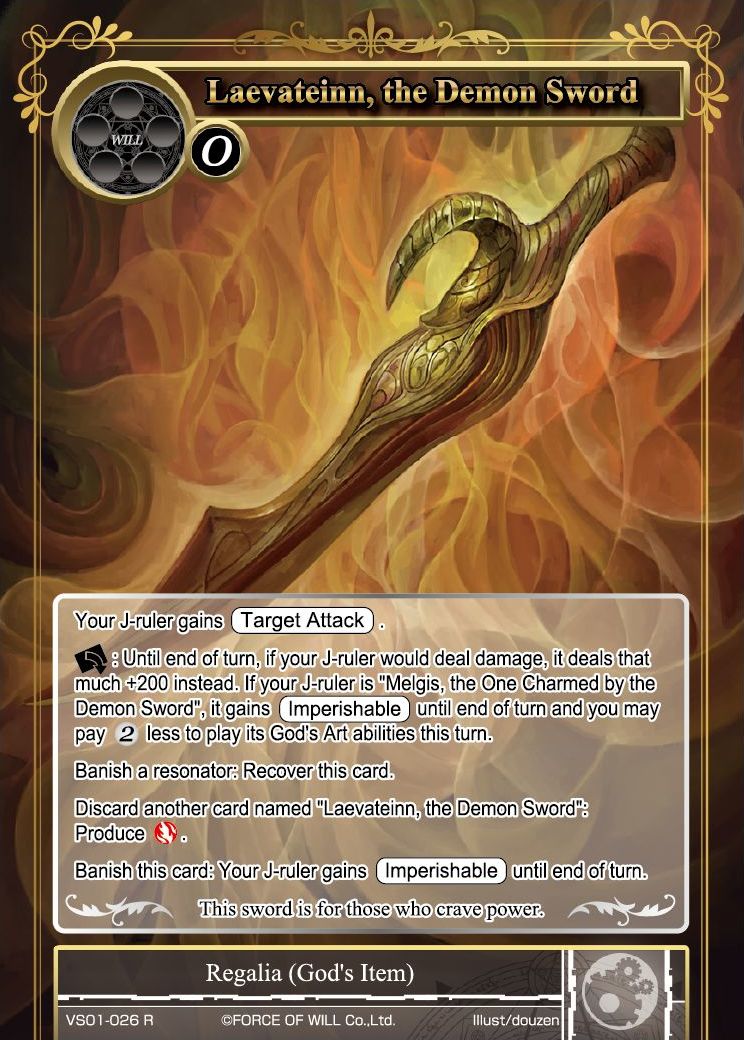 Laevateinn, the Demon Sword
WILL
0
Your J-ruler gains Target Attack .
: Until end of turn, if your J-ruler would deal damage, it deals that
much +200 instead. If your J-ruler is "Melgis, the One Charmed by the
Demon Sword", it gains Imperishable until end of turn and you may
pay 2 less to play its God's Art abilities this turn.
Banish a resonator: Recover this card.
Discard another card named "Laevateinn, the Demon Sword":
Produce .
Banish this card: Your J-ruler gains Imperishable until end of turn.
This sword is for those who crave power.
Regalia (God's Item)
VS01-026 R ©FORCE OF WILL Co.,Ltd. Illust/douzen